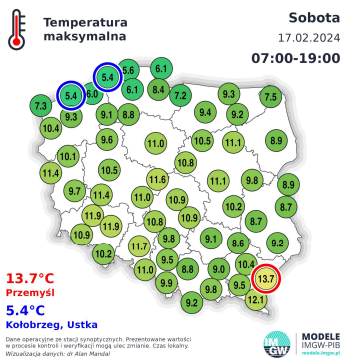 Temperatura
maksymalna
Sobota
17.02.2024
07:00-19:00
5.6 6.1
5.4
5.4 6.0 6.1 8.4 7.2 9.3 7.5
7.3
9.3 9.1 8.8 9.4 9.2
10.4
9.6 11.0 10.5 11.1 8.9
10.1
10.8
11.4 10.5
11.6 11.1 9.8 8.9
9.7 11.4 11.0 10.9
10.2 8.7
11.9 10.8 10.9
11.9 8.7
10.9 9.8 9.1 8.6 9.2
11.7
10.2 9.5
11.0 8.8 9.0 10.4
13.7
9.9 9.8 9.5
9.2 12.1
13.7°C
Przemyśl
5.4°C
Kołobrzeg, Ustka
Dane operacyjne ze stacji synoptycznych. Prezentowane wartości
w procesie kontroli i weryfikacji mogą ulec zmianie. Czas lokalny.
Wizualizacja danych: dr Alan Mandal
IM
GW
MODELE
IMGW-PIB
modele.imgw.pl